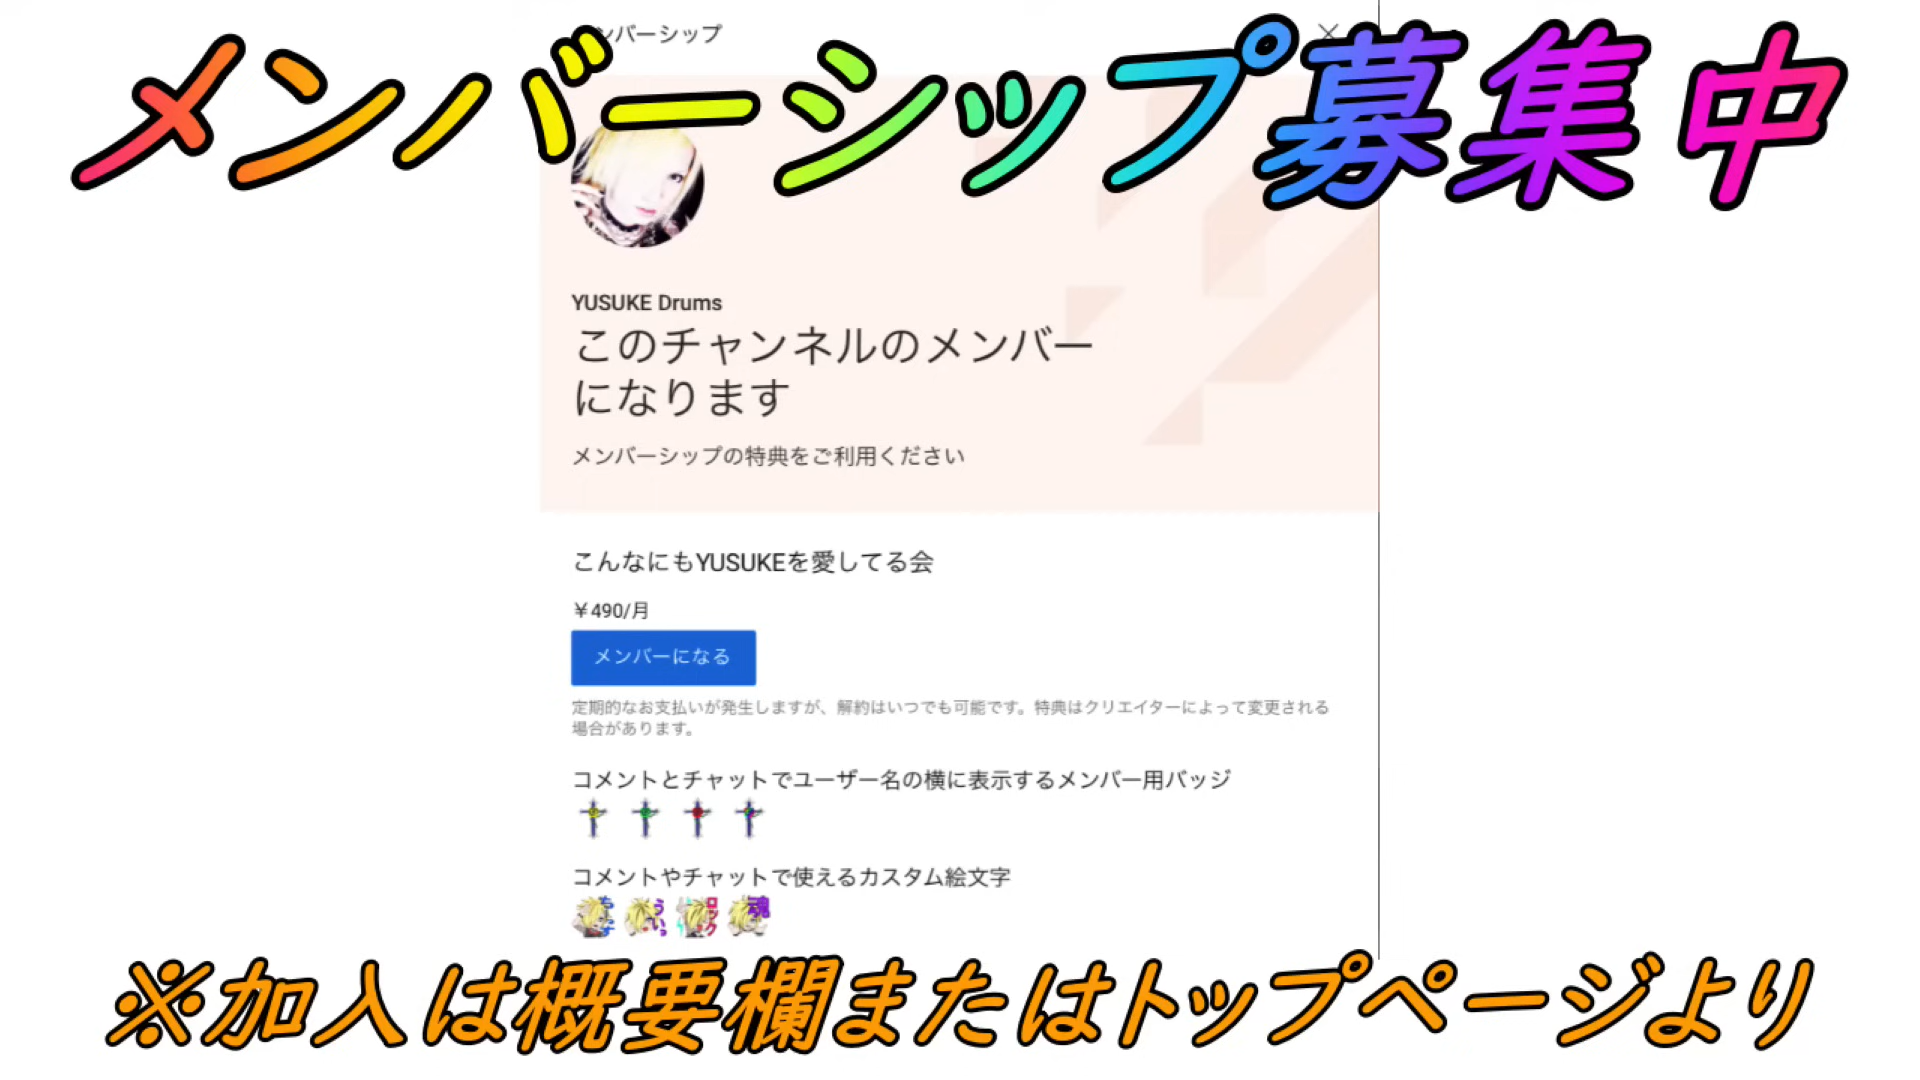 メンバーシップ募集中
ンバーシップ
YUSUKE Drums
このチャンネルのメンバー
になります
メンバーシップの特典をご利用ください
こんなにもYUSUKEを愛してる会
￥490/月
メンバーになる
定期的なお支払いが発生しますが、解約はいつでも可能です。特典はクリエイターによって変更される
場合があります。
コメントとチャットでユーザー名の横に表示するメンバー用バッジ
コメントやチャットで使えるカスタム絵文字
ロック
魂
※加入は概要欄またはトップページより